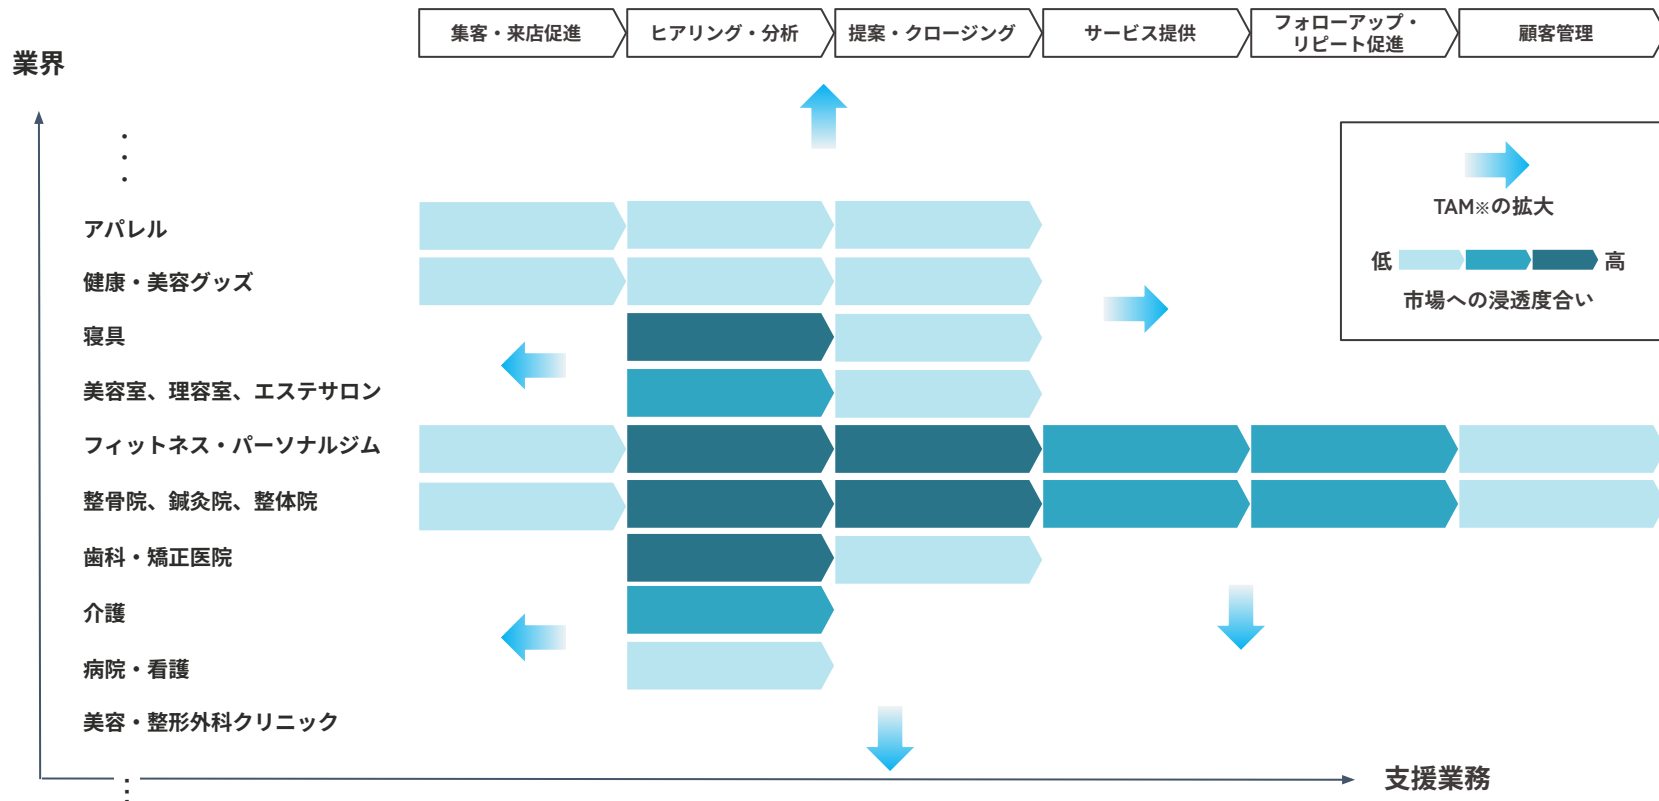 集客・来店促進
ヒアリング・分析
提案・クロージング
サービス提供
フォローアップ・
リピート促進
顧客管理
業界
アパレル
健康・美容グッズ
寝具
美容室、理容室、エステサロン
フィットネス・パーソナルジム
整骨院、鍼灸院、整体院
歯科・矯正医院
介護
病院・看護
美容・整形外科クリニック
TAM※の拡大
低
高
市場への浸透度合い
支援業務